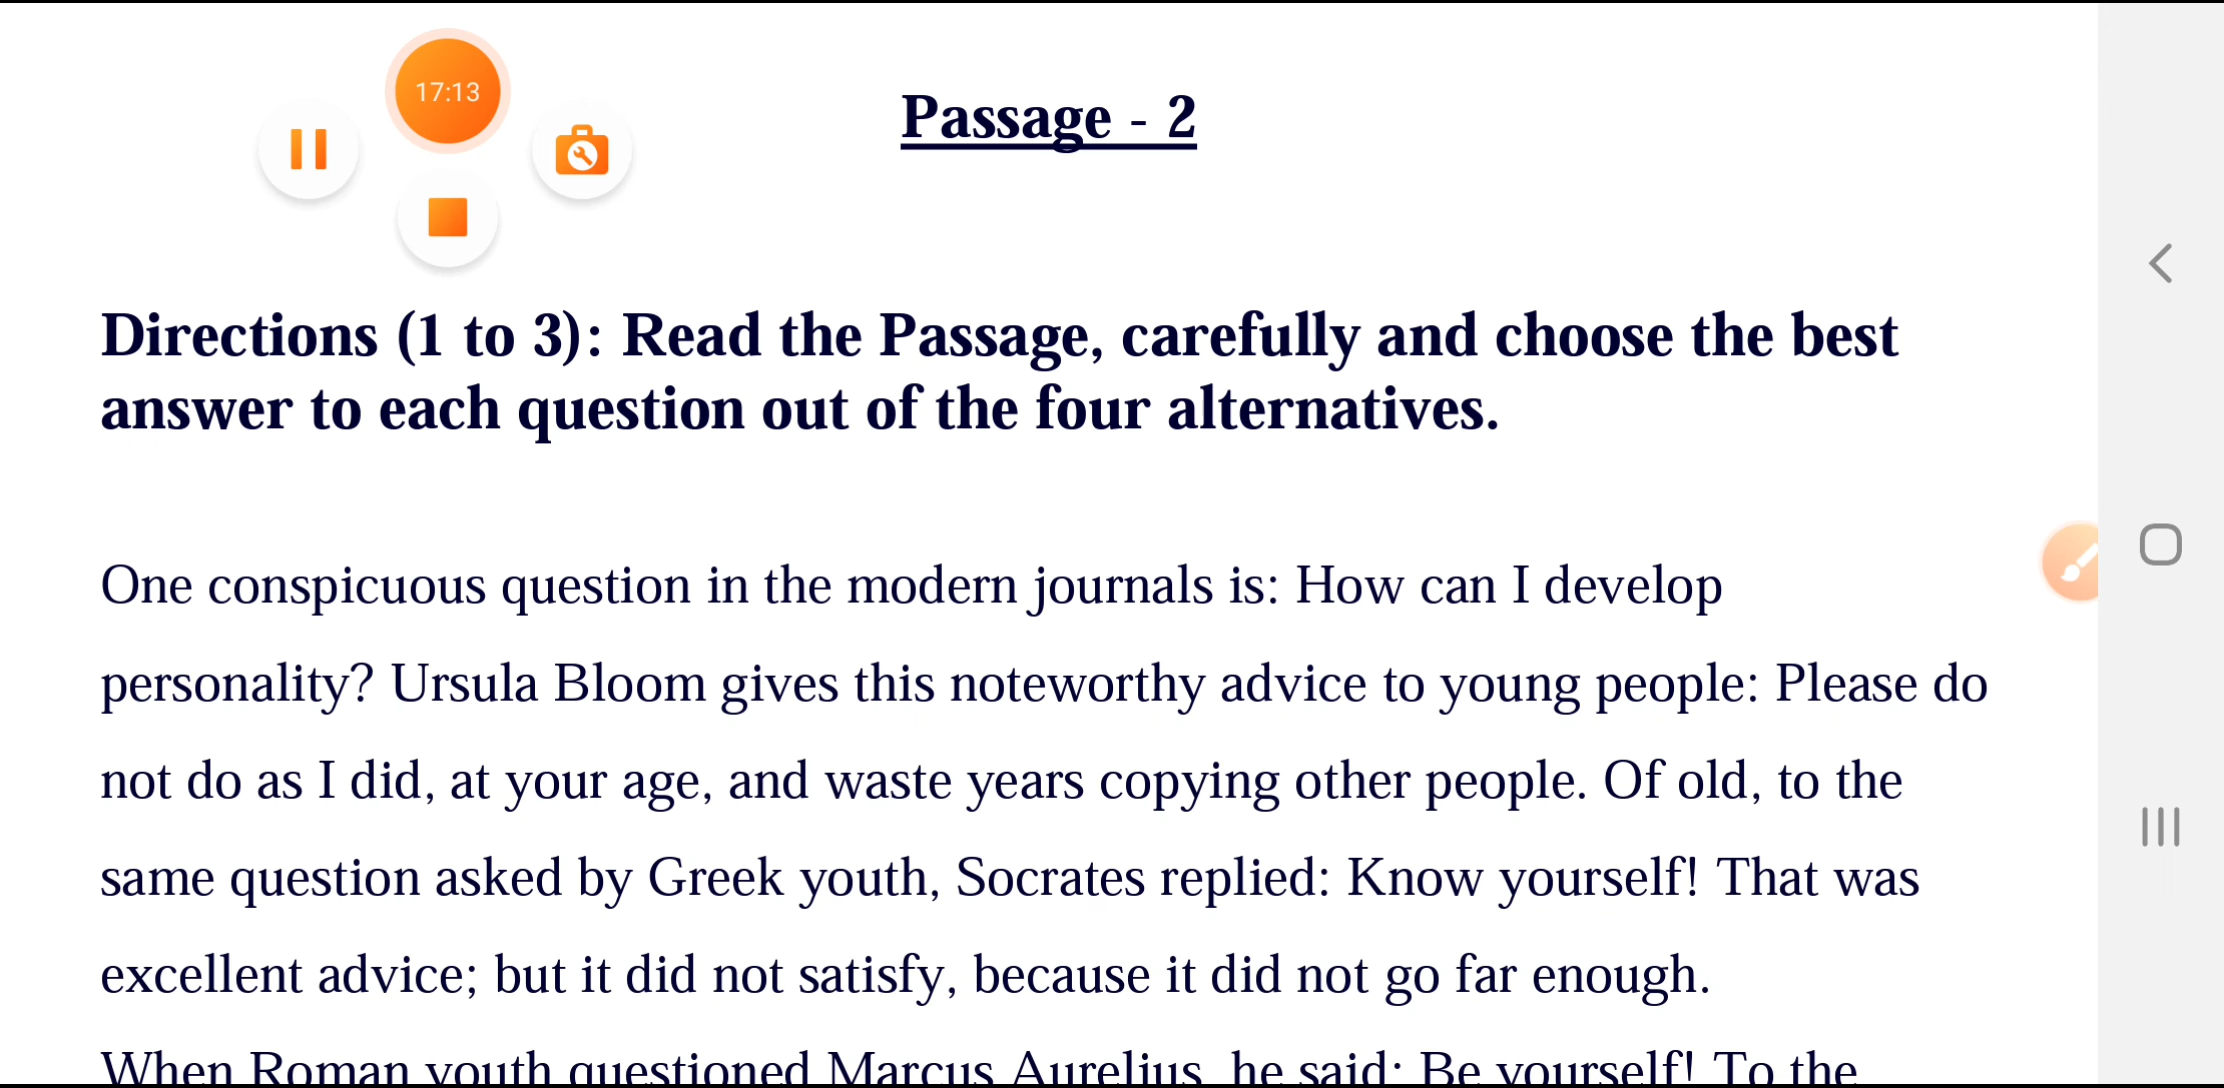 17:13
Passage - 2
Directions (1 to 3): Read the Passage, carefully and choose the best
answer to each question out of the four alternatives.
One conspicuous question in the modern journals is: How can I develop
personality? Ursula Bloom gives this noteworthy advice to young people: Please do
not do as I did, at your age, and waste years copying other people. Of old, to the
same question asked by Greek youth, Socrates replied: Know yourself! That was
excellent advice; but it did not satisfy, because it did not go far enough.
When Roman youth questioned Marcus Aurelius, he said: Be yourself! To the